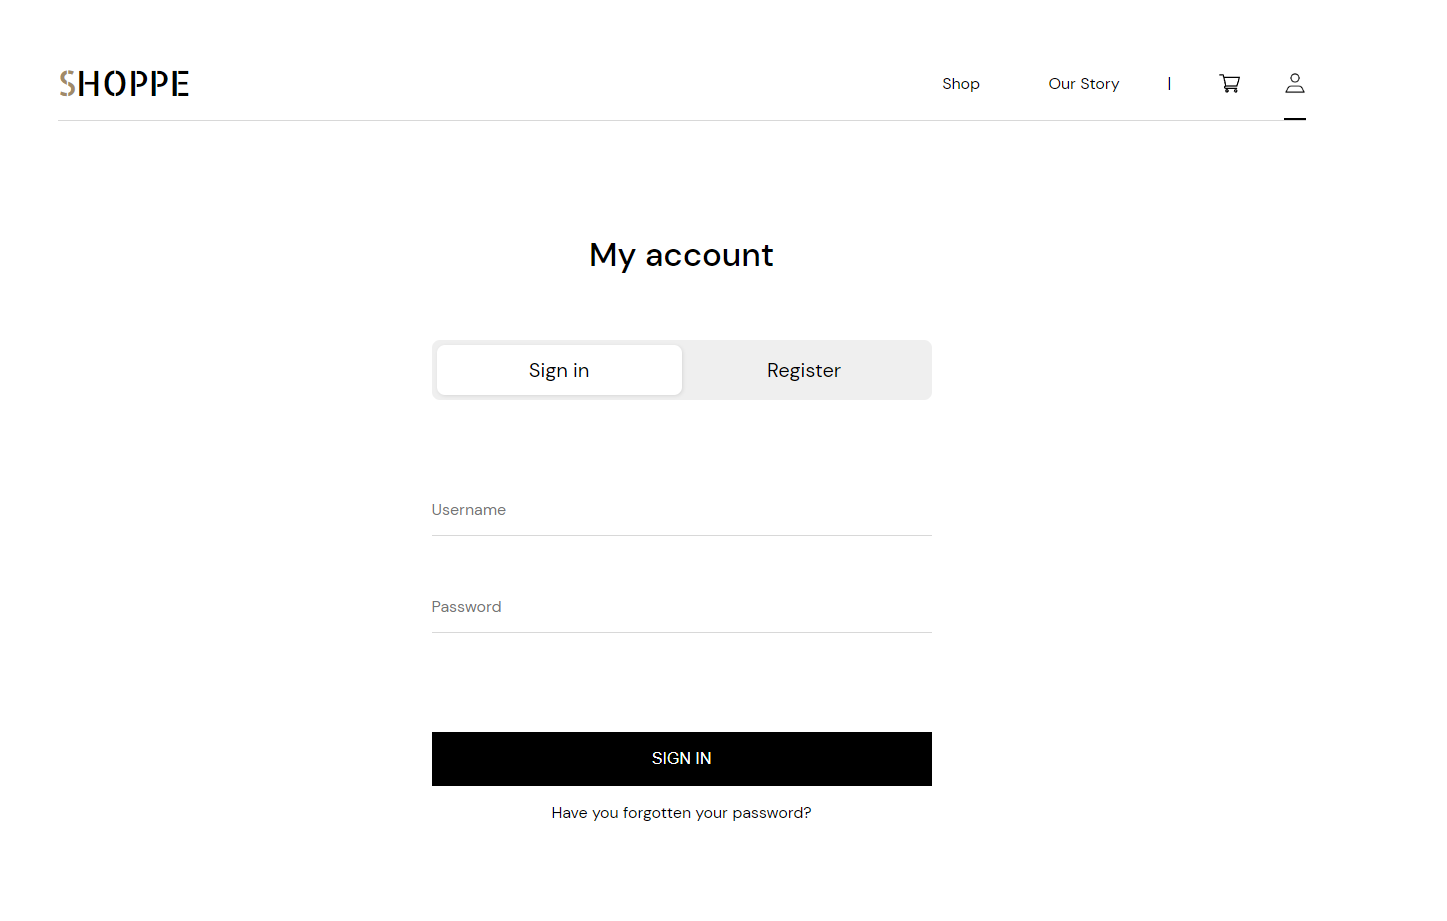 SHOPPE
Shop
Our Story
|
My account
Sign in
Register
Username
Password
SIGN IN
Have you forgotten your password?